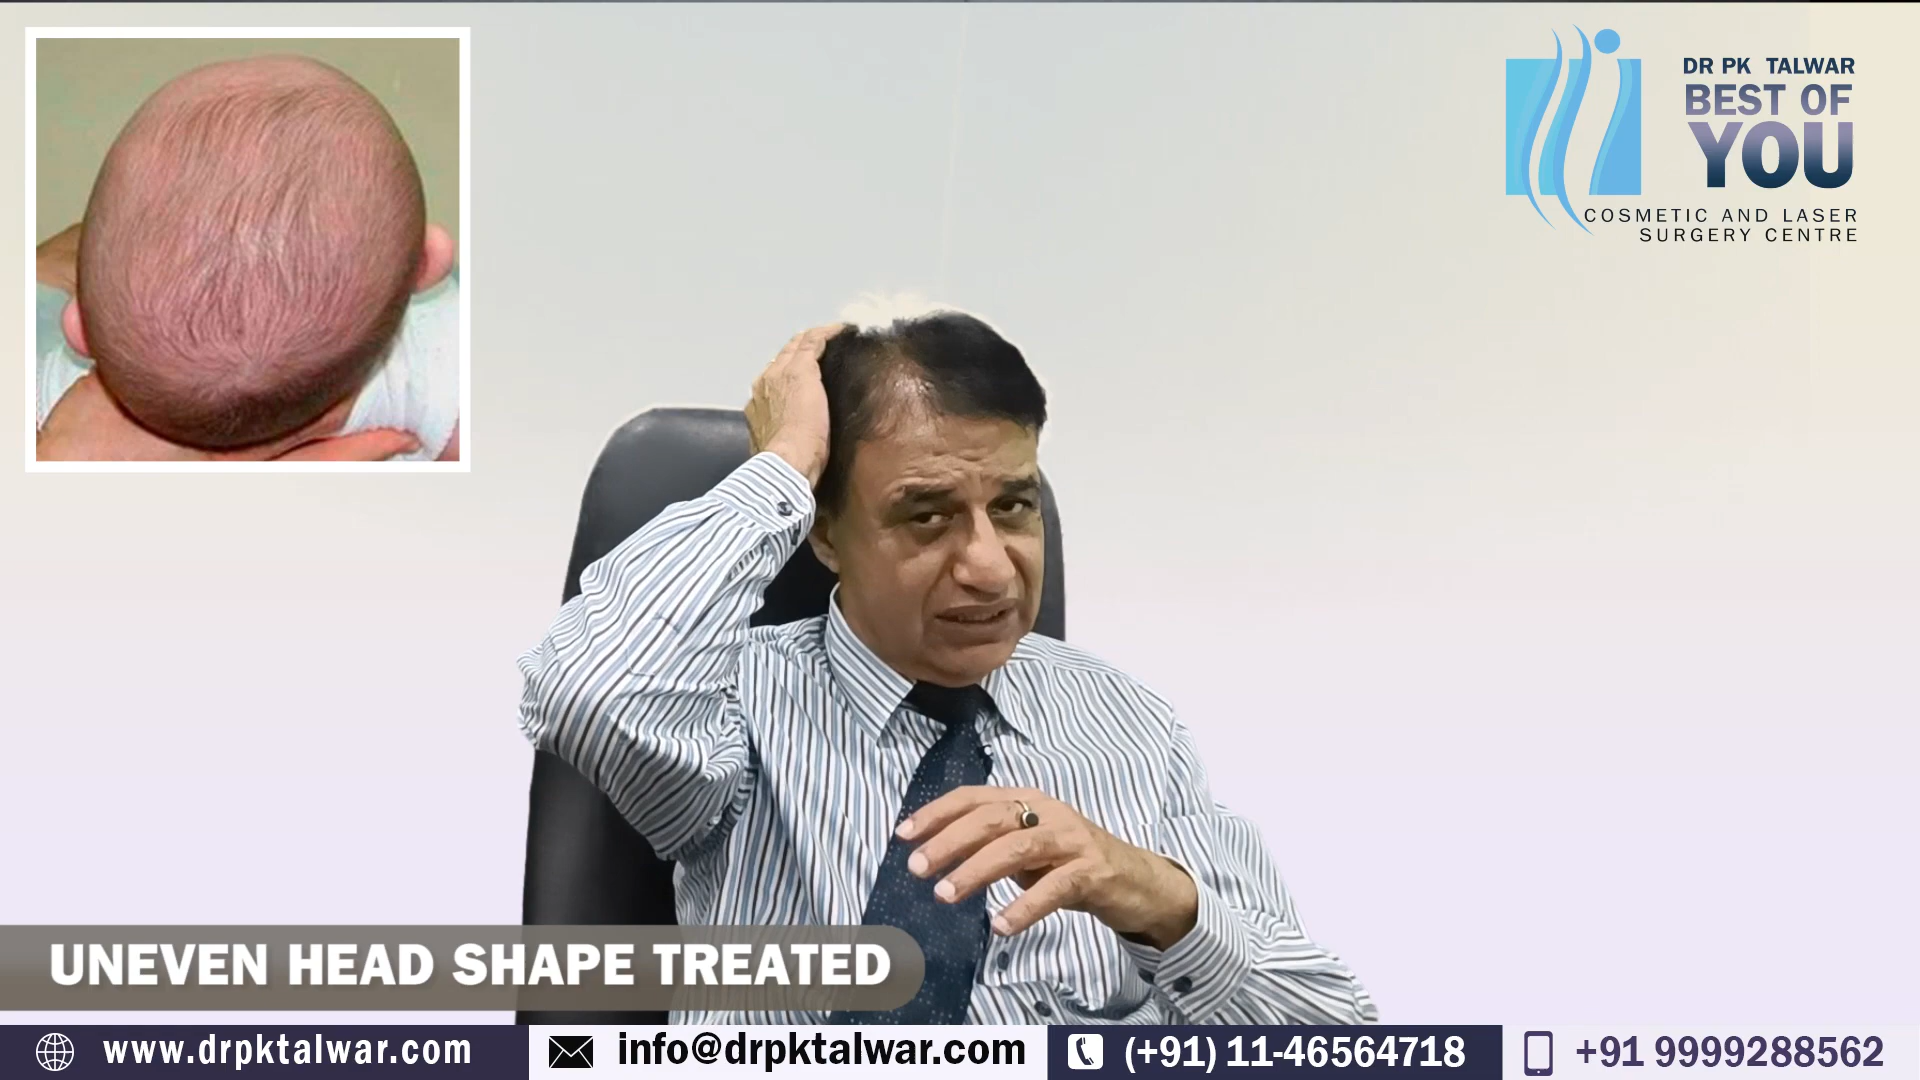 DR PK TALWAR
BEST OF
YOU
COSMETIC AND LASER
SURGERY CENTRE
UNEVEN HEAD SHAPE TREATED
www.drpktalwar.com
info@drpktalwar.com
(+91) 11-46564718
+91 9999288562